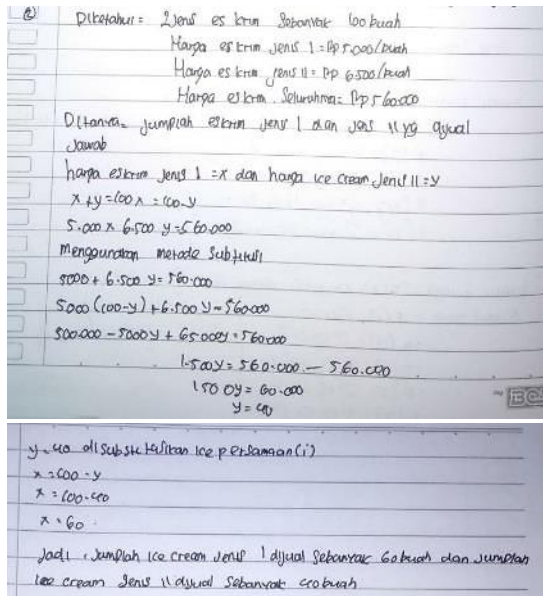 ② Diketahui = 2 Jenis es krim Sebanyak 100 buah
Harga es krim Jenis I = Rp 5.000/buah
Harga es krim Jenis II = Rp 6.500/buah
Harga es krim Seluruhnya = Rp 560.000
Ditanya = Jumlah es krim Jenis I dan Jenis II yg dijual
Jawab
harga es krim Jenis I = x dan harga ice cream Jenis II = y
x + y = 100 x = 100 - y
5.000 x 6.500 y = 560.000
Menggunakan metode Subtitusi
5000 + 6.500 y = 560.000
5000 (100-y) + 6.500 y = 560.000
500.000 - 5000 y + 65000y = 560.000
1.500y = 560.000 - 560.000
1500y = 60.000
y = 40
y = 40 disubstitusikan ke persamaan (i)
x = 100 - y
x = 100 - 40
x = 60
Jadi, Jumlah ice cream Jenis I dijual Sebanyak 60 buah dan Jumlah
ice cream Jenis II dijual Sebanyak 40 buah